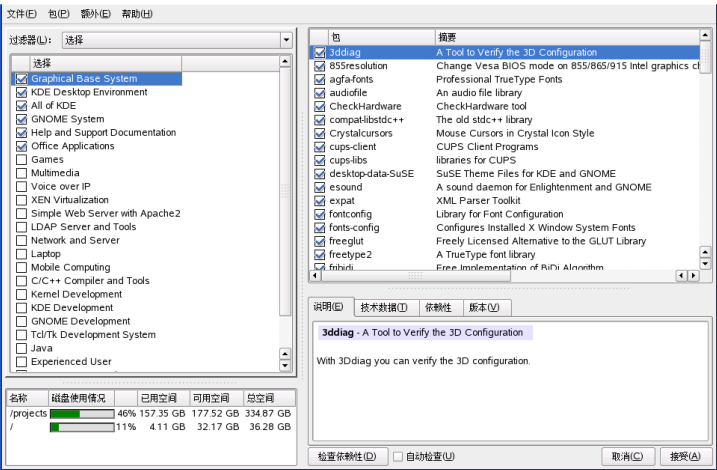 文件(F) 包(P) 额外(E) 帮助(H)
过滤器(L): 选择
选择
Graphical Base System
KDE Desktop Environment
All of KDE
GNOME System
Help and Support Documentation
Office Applications
Games
Multimedia
Voice over IP
XEN Virtualization
Simple Web Server with Apache2
LDAP Server and Tools
Network and Server
Laptop
Mobile Computing
C/C++ Compiler and Tools
Kernel Development
KDE Development
GNOME Development
Tcl/Tk Development System
Java
Experienced User
名称 磁盘使用情况 已用空间 可用空间 总空间
/projects 46% 157.35 GB 177.52 GB 334.87 GB
/ 11% 4.11 GB 32.17 GB 36.28 GB
包 摘要
3ddiag A Tool to Verify the 3D Configuration
855resolution Change Vesa BIOS mode on 855/865/915 Intel graphics
agfa-fonts Professional TrueType Fonts
audiofile An audio file library
CheckHardware CheckHardware tool
compat-libstdc++ The old stdc++ library
Crystalcursors Mouse Cursors in Crystal Icon Style
cups-client CUPS Client Programs
cups-libs libraries for CUPS
desktop-data-SuSE SuSE Theme Files for KDE and GNOME
esound A sound daemon for Enlightenment and GNOME
expat XML Parser Toolkit
fontconfig Library for Font Configuration
fonts-config Configures Installed X Window System Fonts
freeglut Freely Licensed Alternative to the GLUT Library
freetype2 A TrueType font library
fribidi Free Implementation of BiDi Algorithm
说明(E) 技术数据(T) 依赖性 版本(V)
3ddiag - A Tool to Verify the 3D Configuration
With 3Ddiag you can verify the 3D configuration.
检查依赖性(D) 自动检查(U) 取消(C) 接受(A)